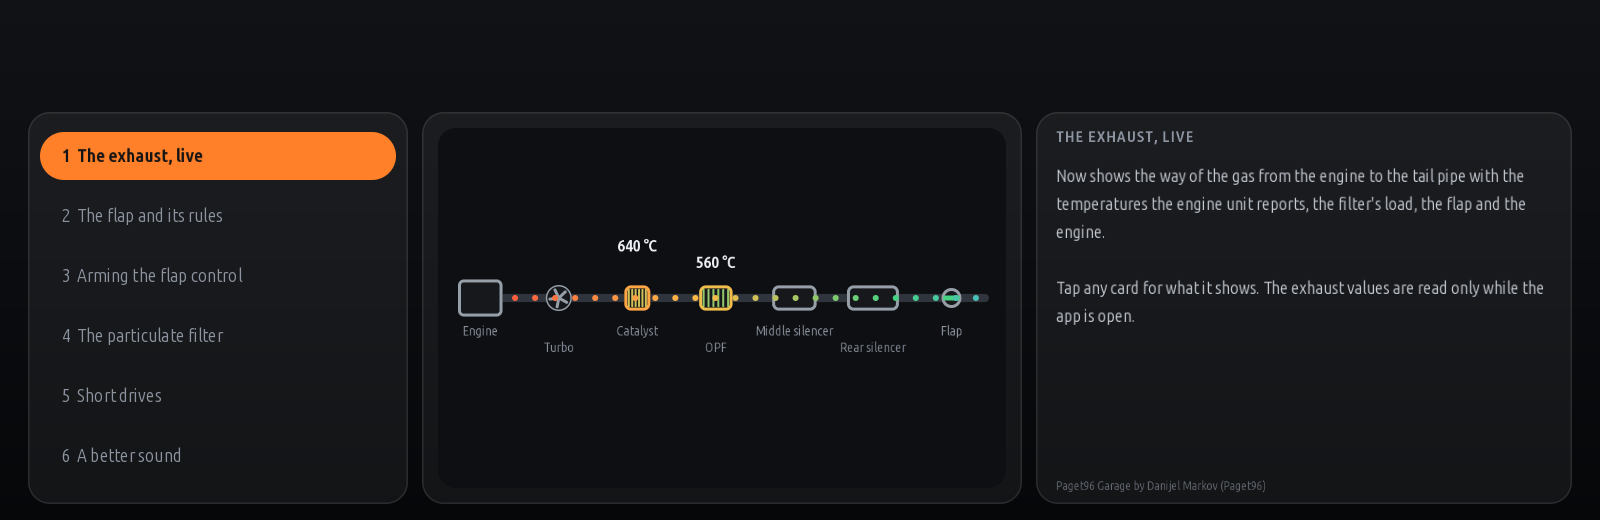 1 The exhaust, live
2 The flap and its rules
3 Arming the flap control
4 The particulate filter
5 Short drives
6 A better sound
640 °C
560 °C
Engine
Turbo
Catalyst
OPF
Middle silencer
Rear silencer
Flap
THE EXHAUST, LIVE
Now shows the way of the gas from the engine to the tail pipe with the
temperatures the engine unit reports, the filter's load, the flap and the
engine.
Tap any card for what it shows. The exhaust values are read only while the
app is open.
Paget96 Garage by Danijel Markov (Paget96)